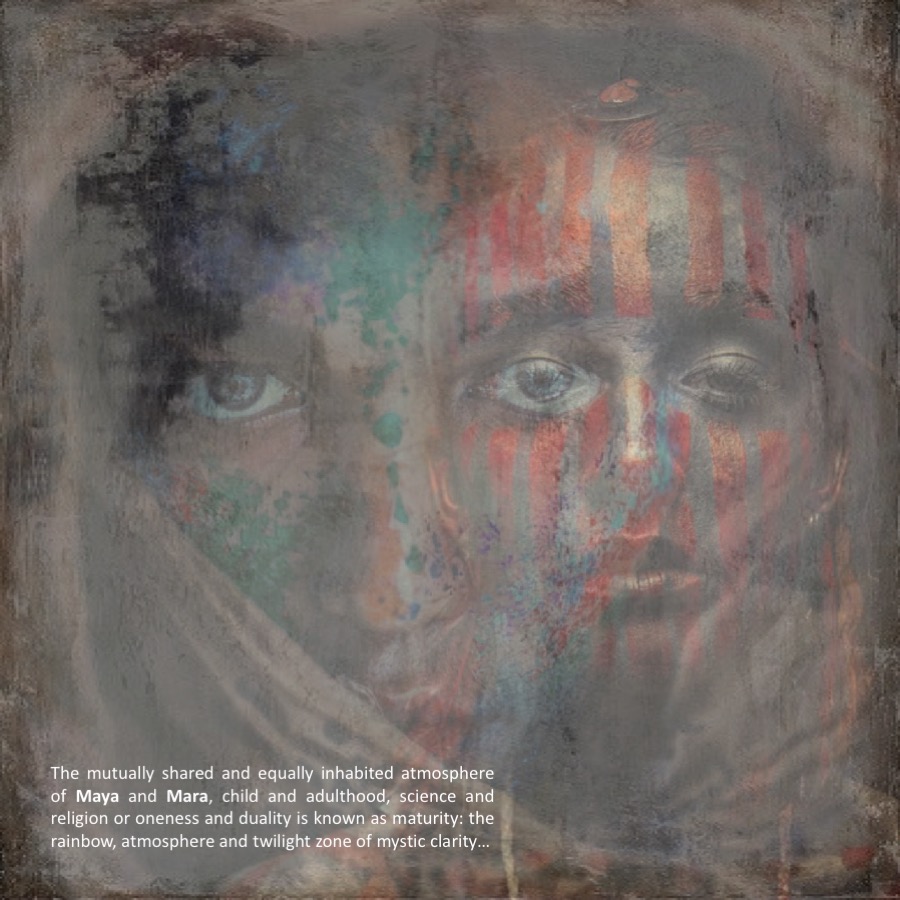 The mutually shared and equally inhabited atmosphere
of Maya and Mara, child and adulthood, science and
religion or oneness and duality is known as maturity: the
rainbow, atmosphere and twilight zone of mystic clarity...